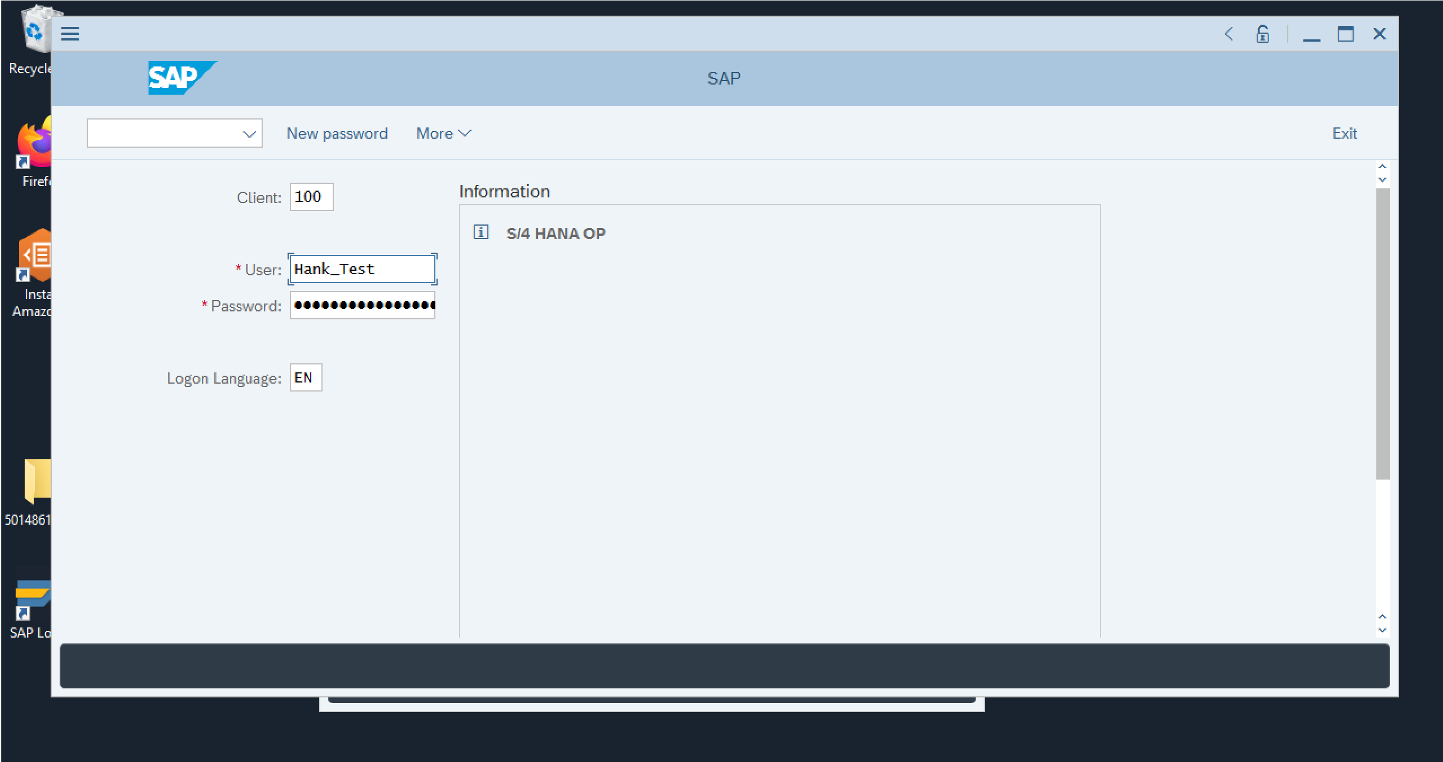 Recycle
SAP
SAP
New password
More
Exit
Firef
Client: 100
Information
S/4 HANA OP
* User: Hank_Test
* Password:
Insta
Amazo
Logon Language: EN
5014861
SAP Lo